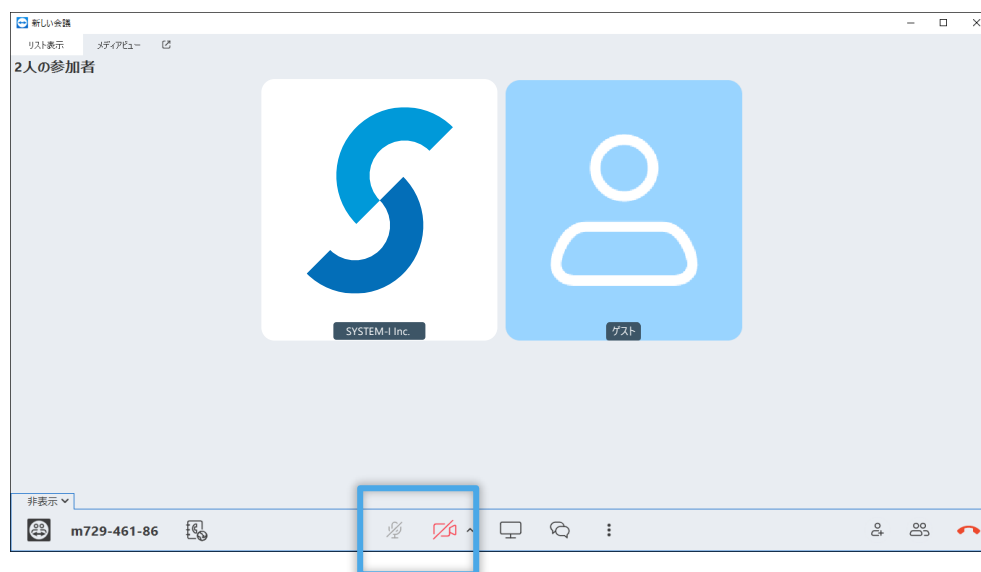 新しい会議
リスト表示 メディアビュー
2人の参加者
SYSTEM-I Inc. ゲスト
非表示
m729-461-86